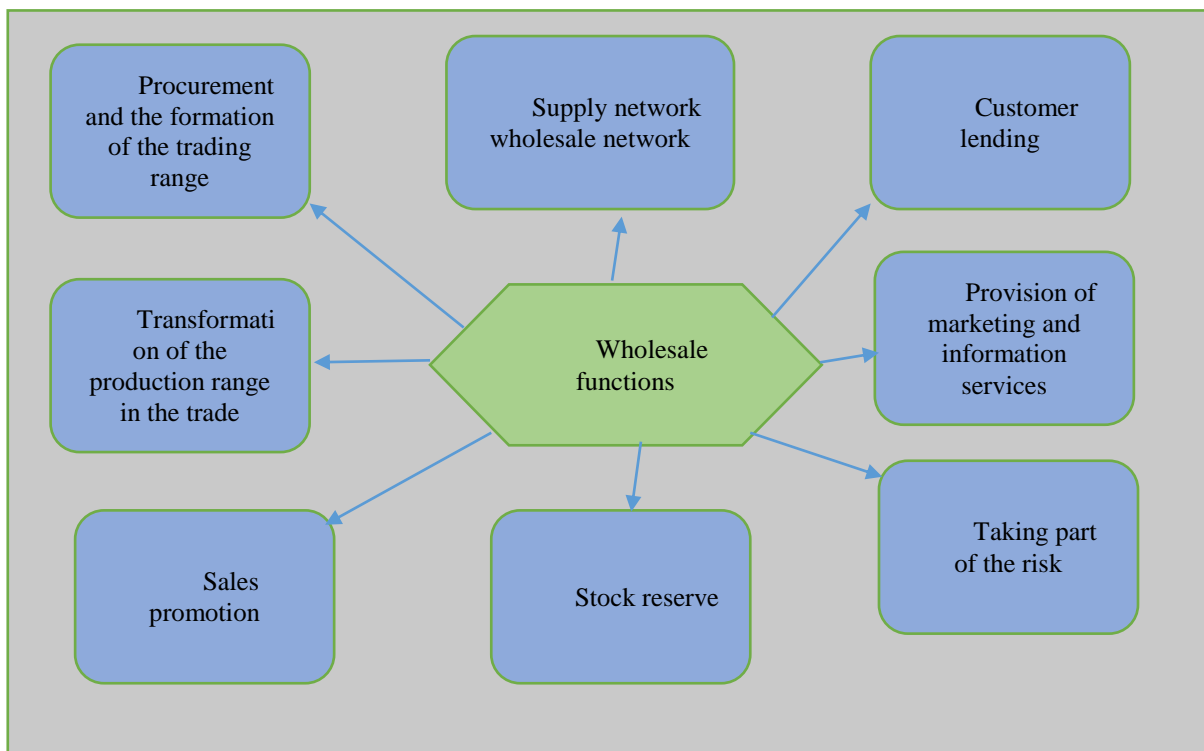 Procurement
and the formation
of the trading
range
Supply network
wholesale network
Customer
lending
Transformati
on of the
production range
in the trade
Wholesale
functions
Provision of
marketing and
information
services
Sales
promotion
Stock reserve
Taking part
of the risk